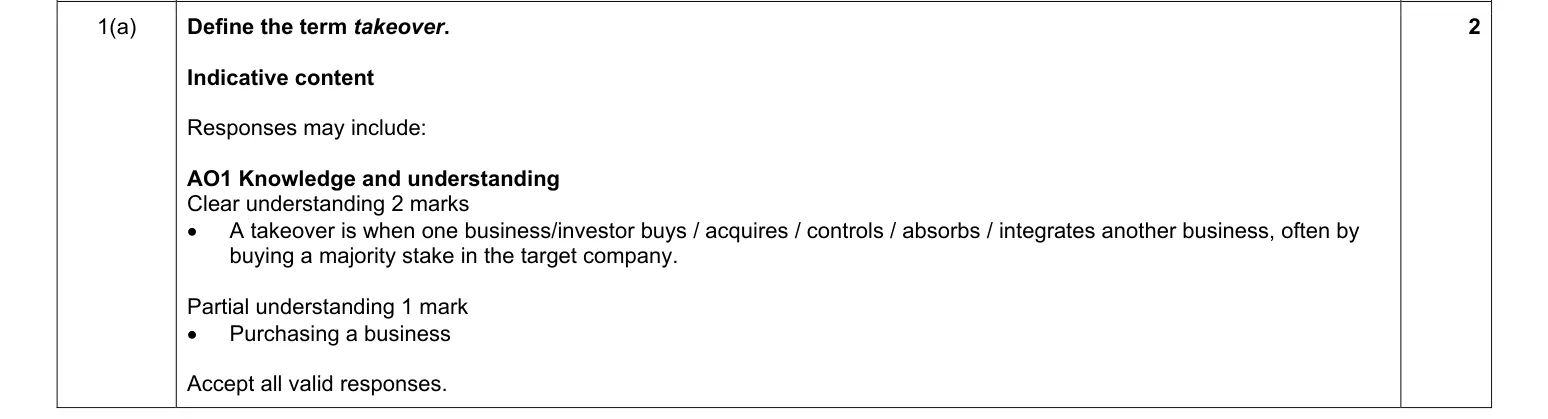 1(a) Define the term takeover. 2
Indicative content
Responses may include:
AO1 Knowledge and understanding
Clear understanding 2 marks
• A takeover is when one business/investor buys / acquires / controls / absorbs / integrates another business, often by
buying a majority stake in the target company.
Partial understanding 1 mark
• Purchasing a business
Accept all valid responses.